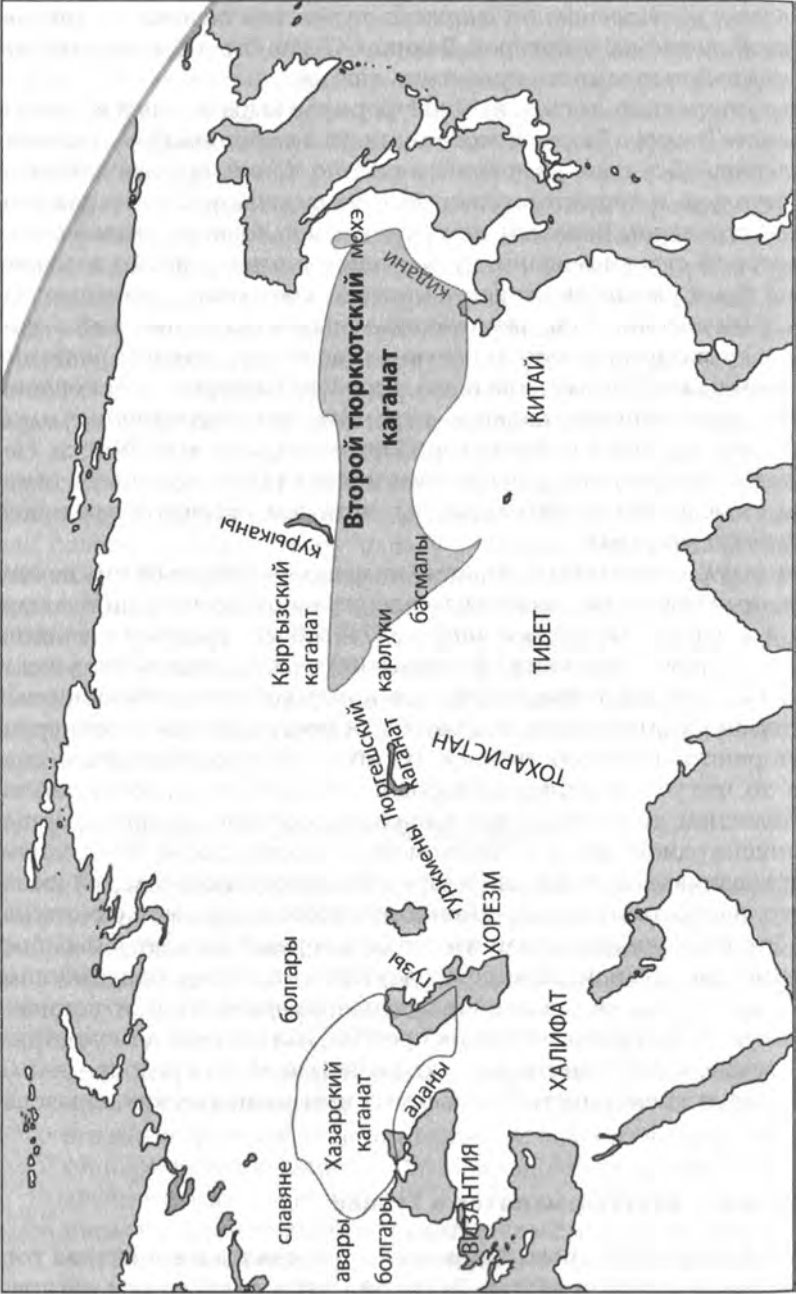 славяне
авары
болгары
ВИЗАНТИЯ
Хазарский
каганат
аланы
болгары
гузы
ХАЛИФАТ
ХОРЕЗМ
туркмены
Тюргешский
каганат
ТОХАРИСТАН
карлуки
Кыргызский
каганат
курыканы
басмалы
ТИБЕТ
Второй тюркютский
каганат
мохэ
кидани
КИТАЙ